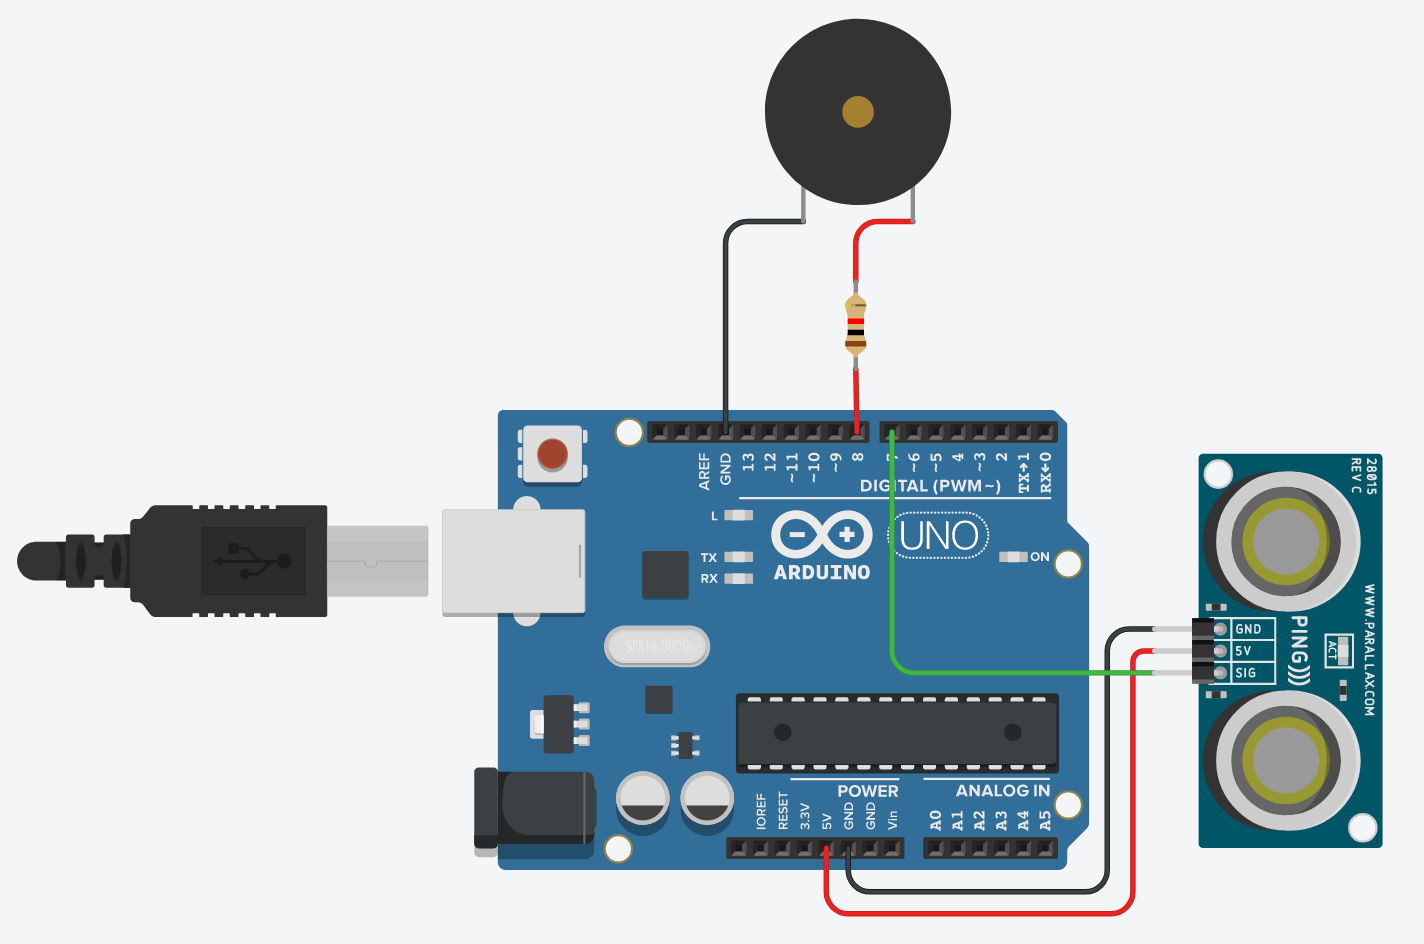 AREF
GND
13
12
~11
~10
~9
8
7
~6
~5
4
~3
2
TX→1
RX←0
DIGITAL (PWM~)
L
TX
RX
UNO
ON
ARDUINO
SPK16.000G
POWER
ANALOG IN
IOREF
RESET
3.3V
5V
GND
GND
Vin
A0
A1
A2
A3
A4
A5
28015
REV C
GND
5V
SIG
PING)))
ACT
WWW.PARALLAX.COM